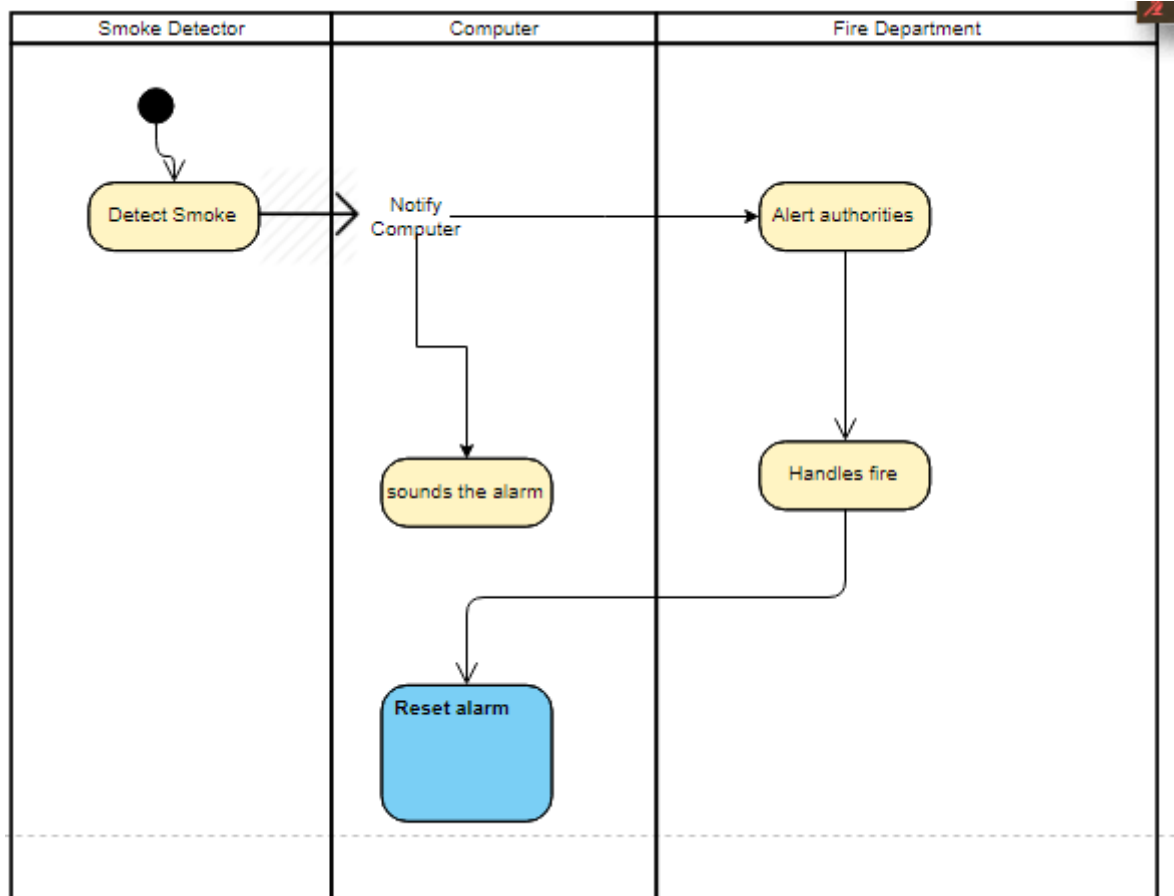 Smoke Detector
Computer
Fire Department
Detect Smoke
Notify
Computer
Alert authorities
sounds the alarm
Handles fire
Reset alarm